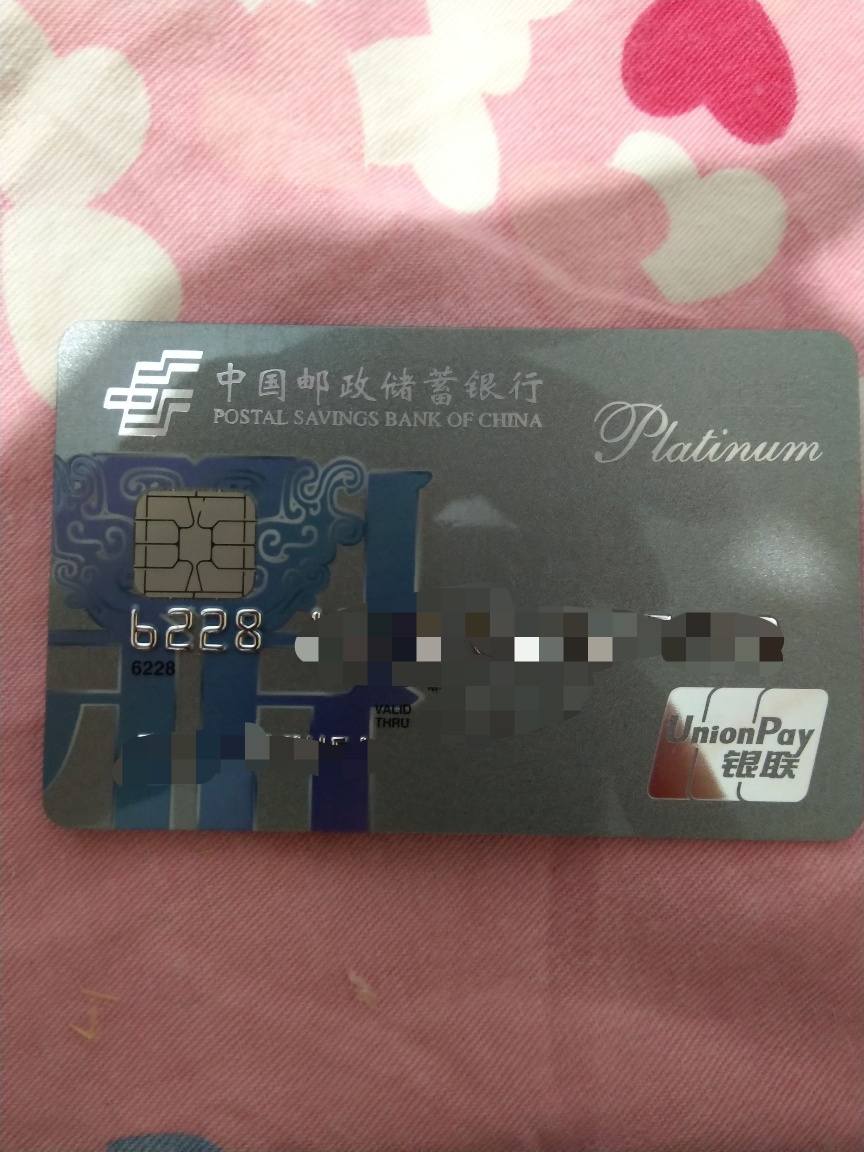 中国邮政储蓄银行
POSTAL SAVINGS BANK OF CHINA
Platinum
6228
6228
VALID
THRU
UnionPay
银联